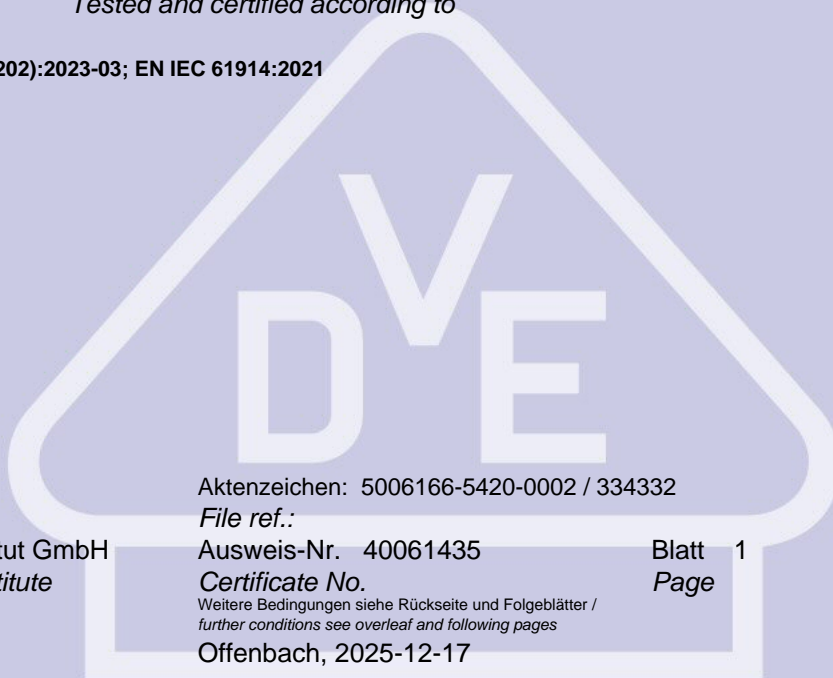 Tested and certified according to
202):2023-03; EN IEC 61914:2021
VDE
Aktenzeichen: 5006166-5420-0002 / 334332
File ref.:
tut GmbH Ausweis-Nr. 40061435 Blatt 1
titute Certificate No. Page
Weitere Bedingungen siehe Rückseite und Folgeblätter /
further conditions see overleaf and following pages
Offenbach, 2025-12-17